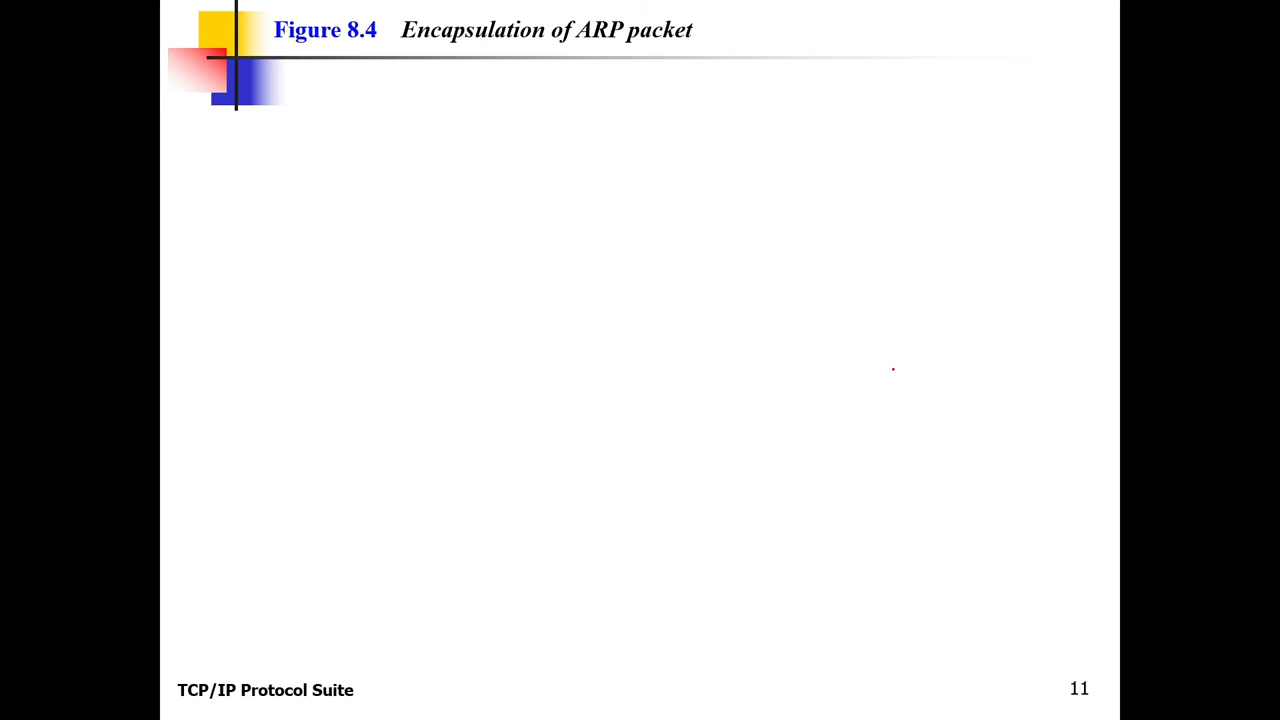 Figure 8.4 Encapsulation of ARP packet
TCP/IP Protocol Suite
11